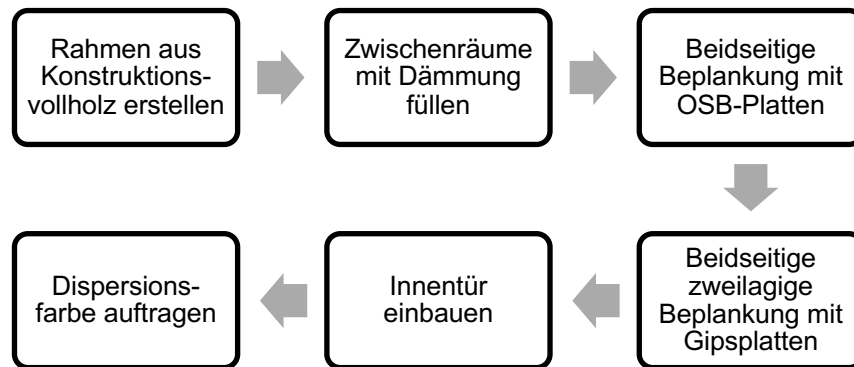 Rahmen aus
Konstruktions-
vollholz erstellen
Zwischenräume
mit Dämmung
füllen
Beidseitige
Beplankung mit
OSB-Platten
Beidseitige
zweilagige
Beplankung mit
Gipsplatten
Innentür
einbauen
Dispersions-
farbe auftragen